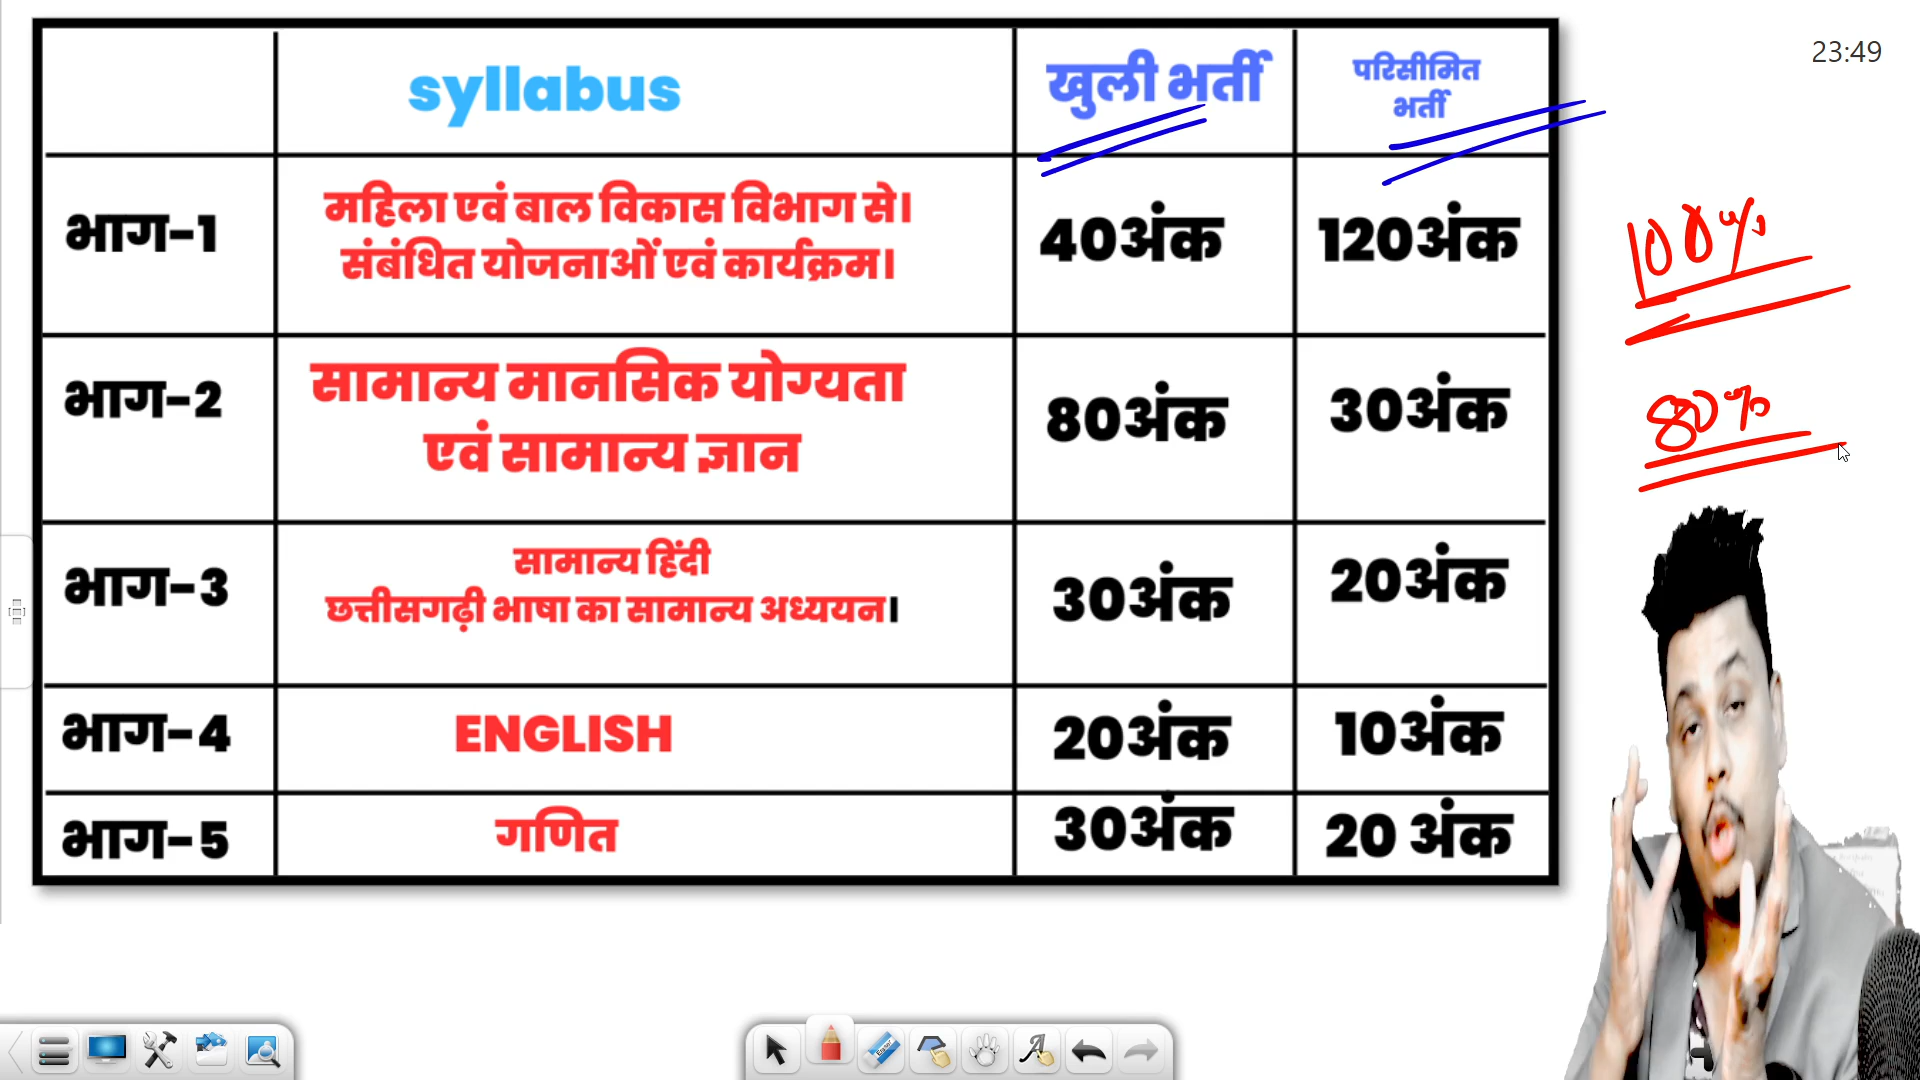 23:49
syllabus
खुली भर्ती
परिसीमित
भर्ती
भाग-1
महिला एवं बाल विकास विभाग से।
संबंधित योजनाओं एवं कार्यक्रम।
40अंक
120अंक
100%
भाग-2
सामान्य मानसिक योग्यता
एवं सामान्य ज्ञान
80अंक
30अंक
80%
भाग-3
सामान्य हिंदी
छत्तीसगढ़ी भाषा का सामान्य अध्ययन।
30अंक
20अंक
भाग-4
ENGLISH
20अंक
10अंक
भाग-5
गणित
30अंक
20 अंक